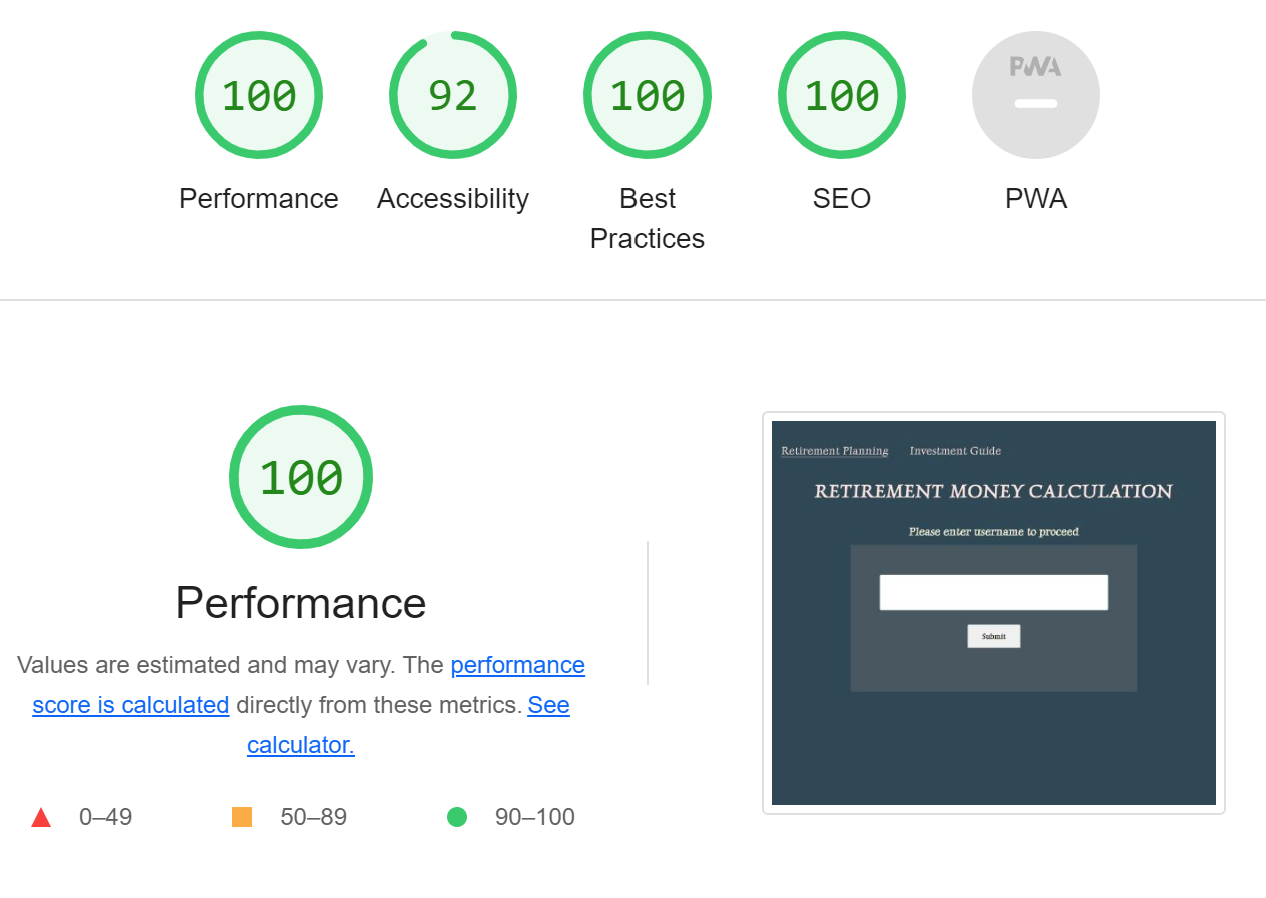 100
92
100
100
PWA
Performance
Accessibility
Best
Practices
SEO
PWA
100
Performance
Values are estimated and may vary. The performance
score is calculated directly from these metrics. See
calculator.
0–49
50–89
90–100
Retirement Planning
Investment Guide
RETIREMENT MONEY CALCULATION
Please enter username to proceed
Submit